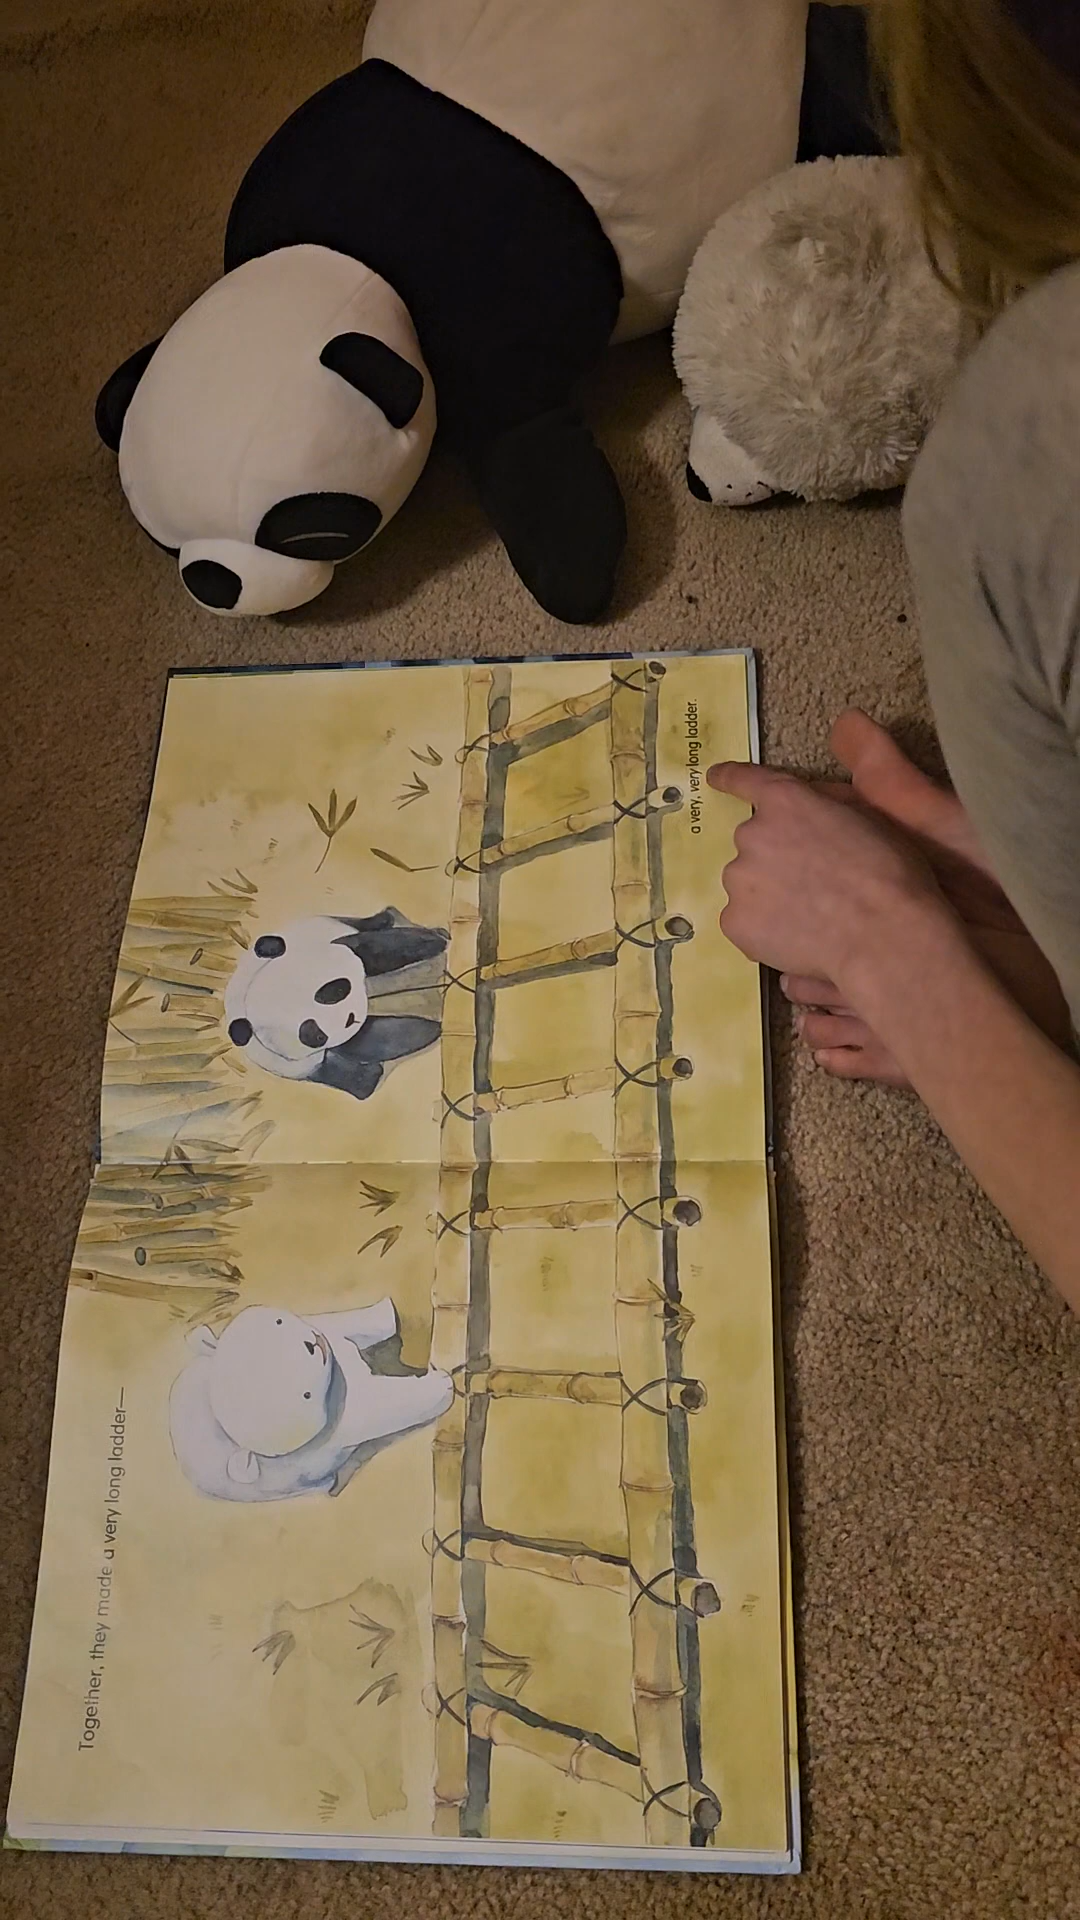 Together, they made a very long ladder—
a very, very long ladder.